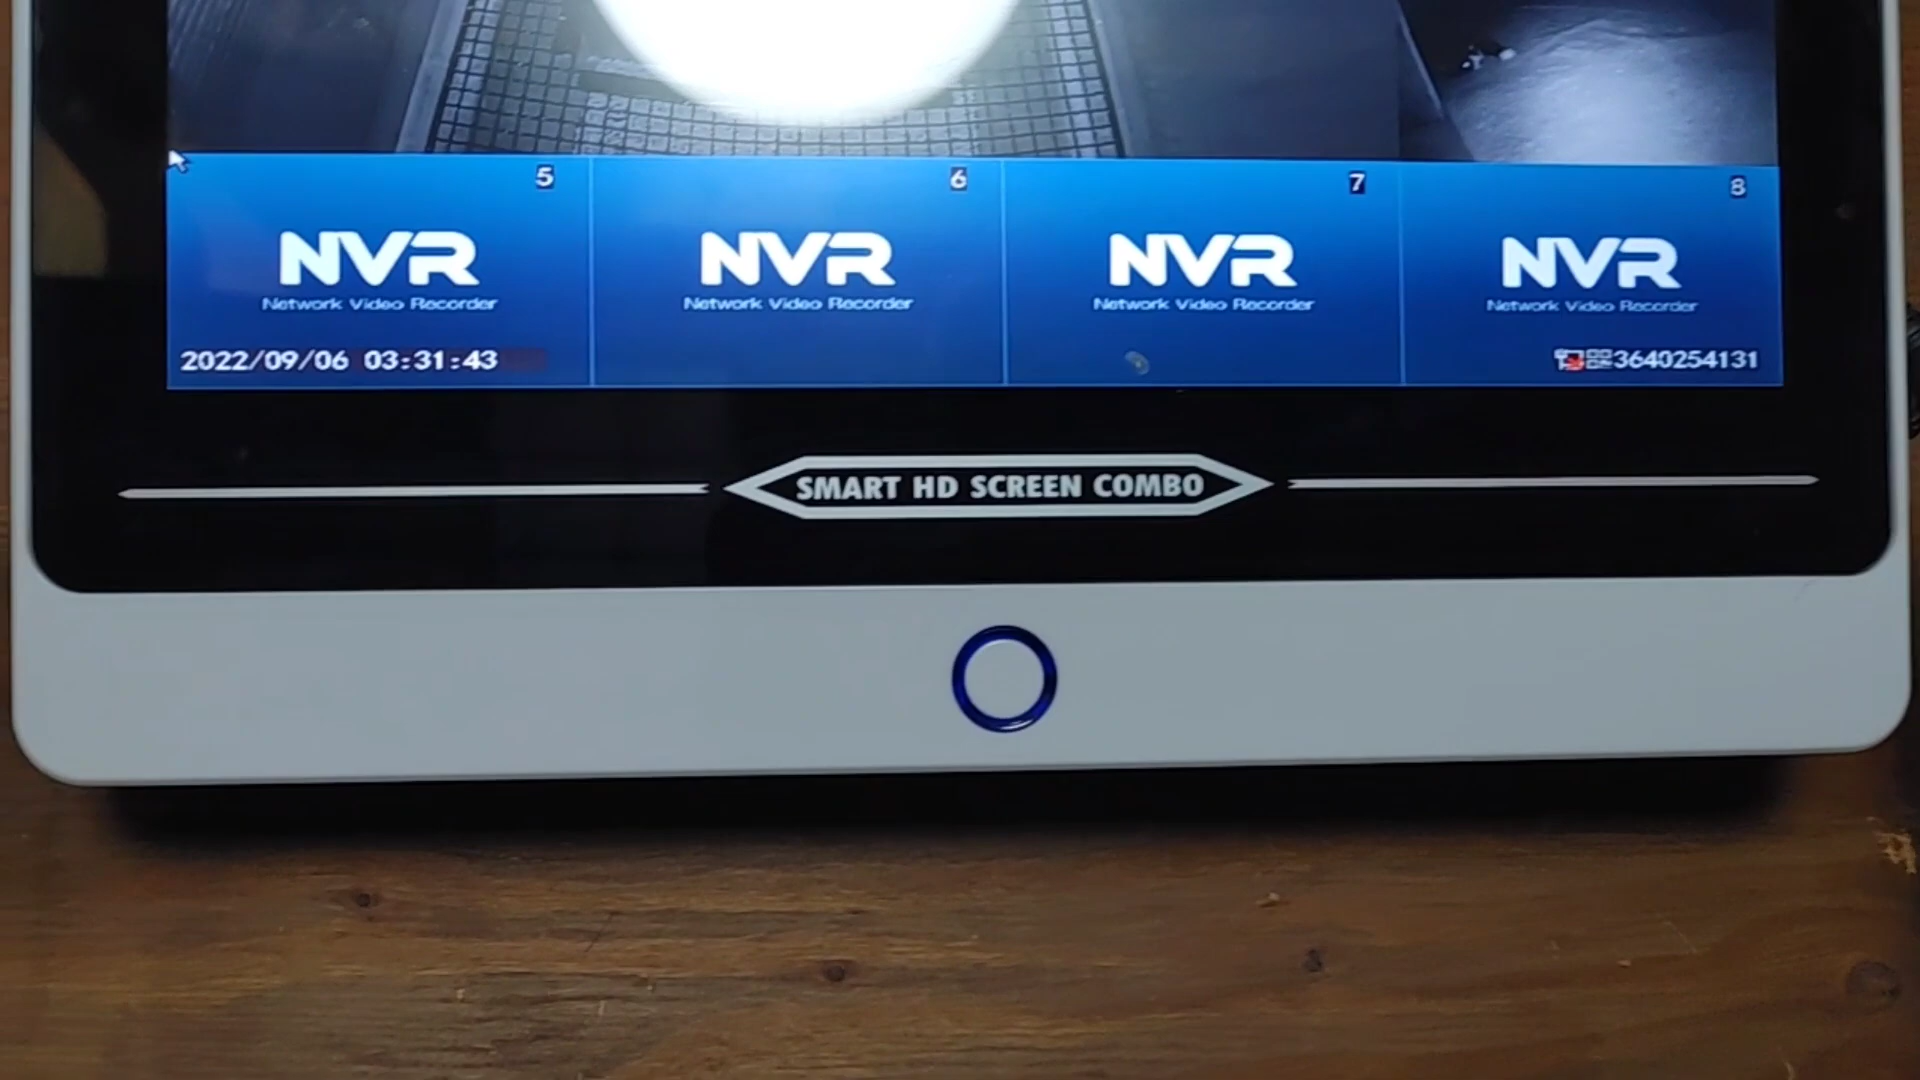 5
6
7
8
NVR
Network Video Recorder
NVR
Network Video Recorder
NVR
Network Video Recorder
NVR
Network Video Recorder
2022/09/06 03:31:43
3640254131
SMART HD SCREEN COMBO